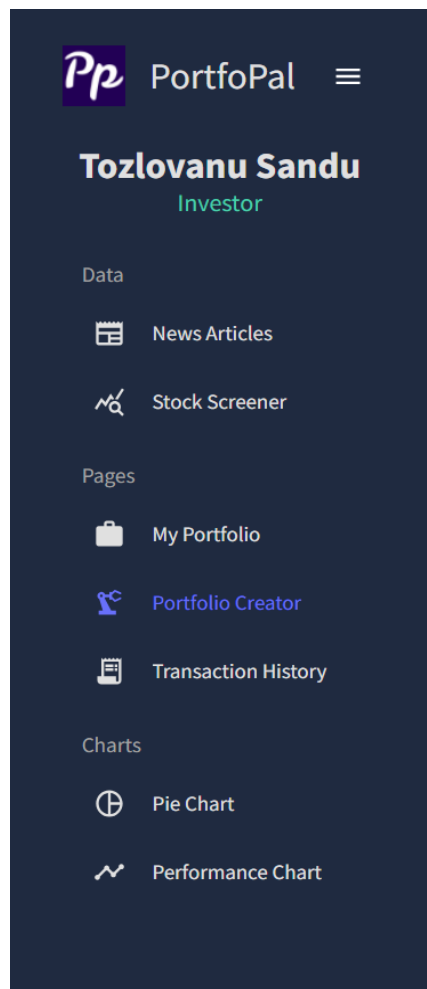 Pp PortfoPal
Tozlovanu Sandu
Investor
Data
News Articles
Stock Screener
Pages
My Portfolio
Portfolio Creator
Transaction History
Charts
Pie Chart
Performance Chart